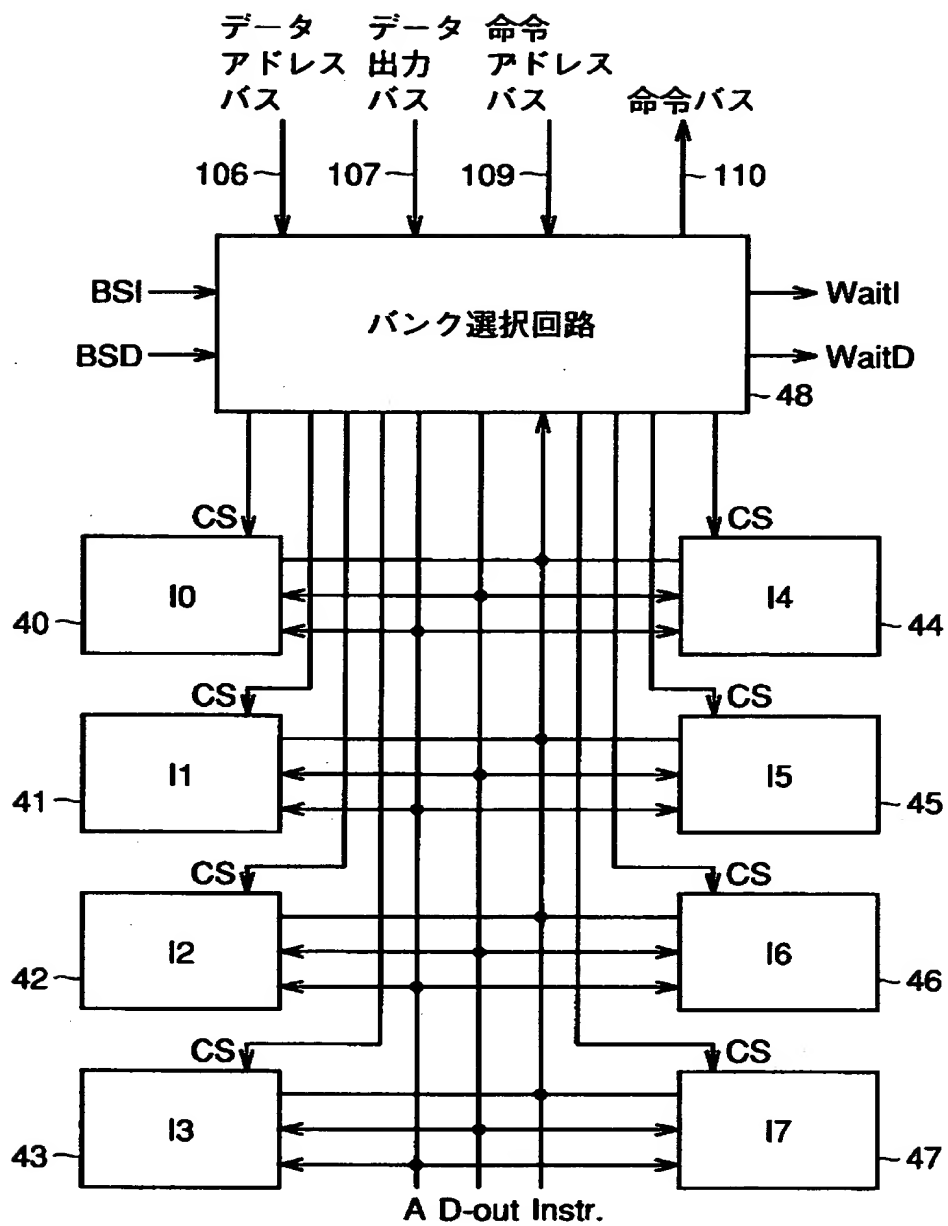 データ
アドレス
バス
データ
出力
バス
命令
アドレス
バス
命令バス
106
107
109
110
BSI
BSD
バンク選択回路
WaitI
WaitD
48
CS
CS
I0
I4
40
44
CS
CS
I1
I5
41
45
CS
CS
I2
I6
42
46
CS
CS
I3
I7
43
47
A D-out Instr.